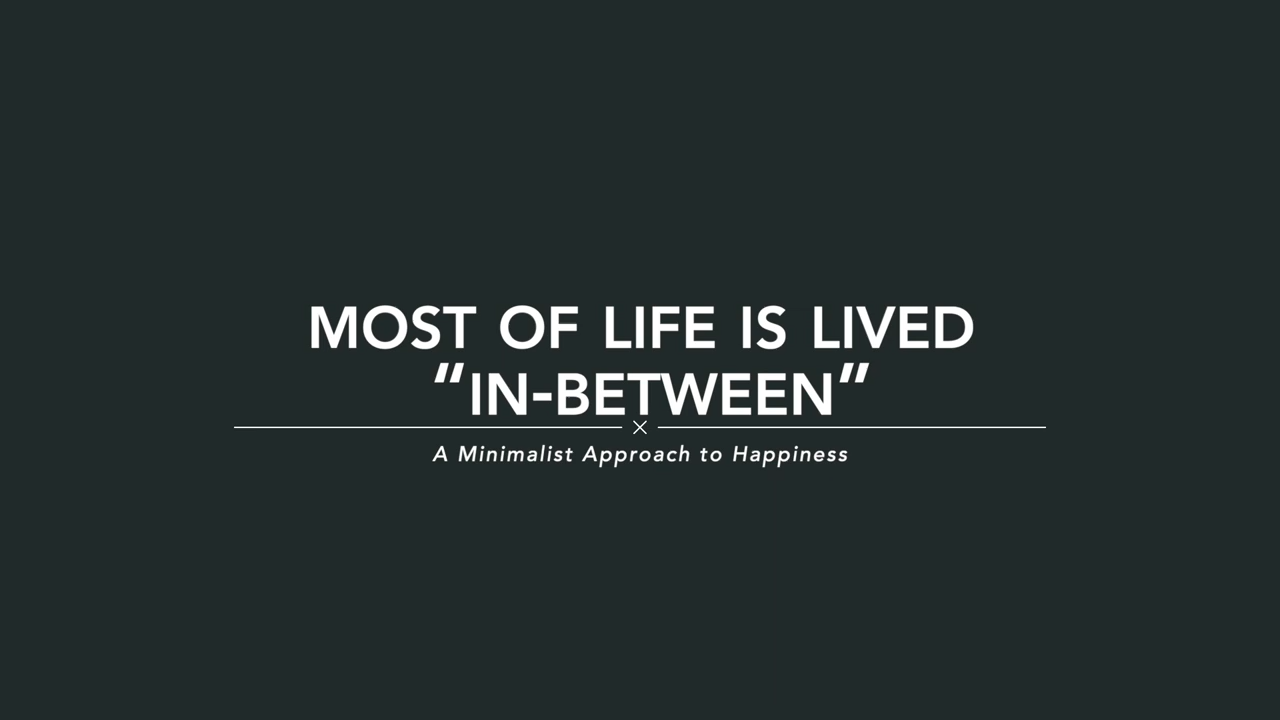 MOST OF LIFE IS LIVED
“IN-BETWEEN”
A Minimalist Approach to Happiness